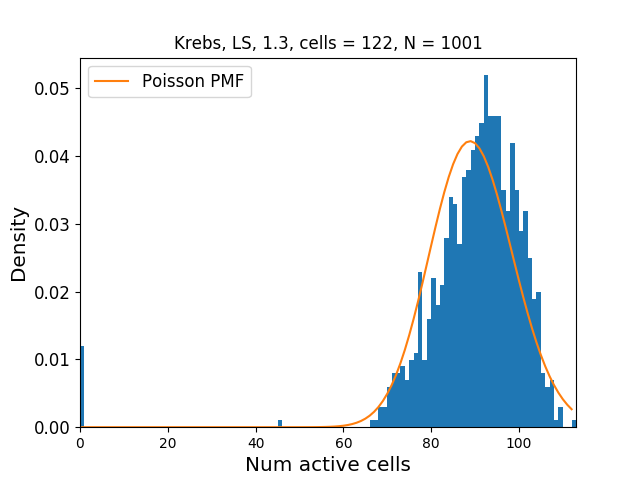 Krebs, LS, 1.3, cells = 122, N = 1001
Poisson PMF
Density
0.05
0.04
0.03
0.02
0.01
0.00
0 20 40 60 80 100
Num active cells